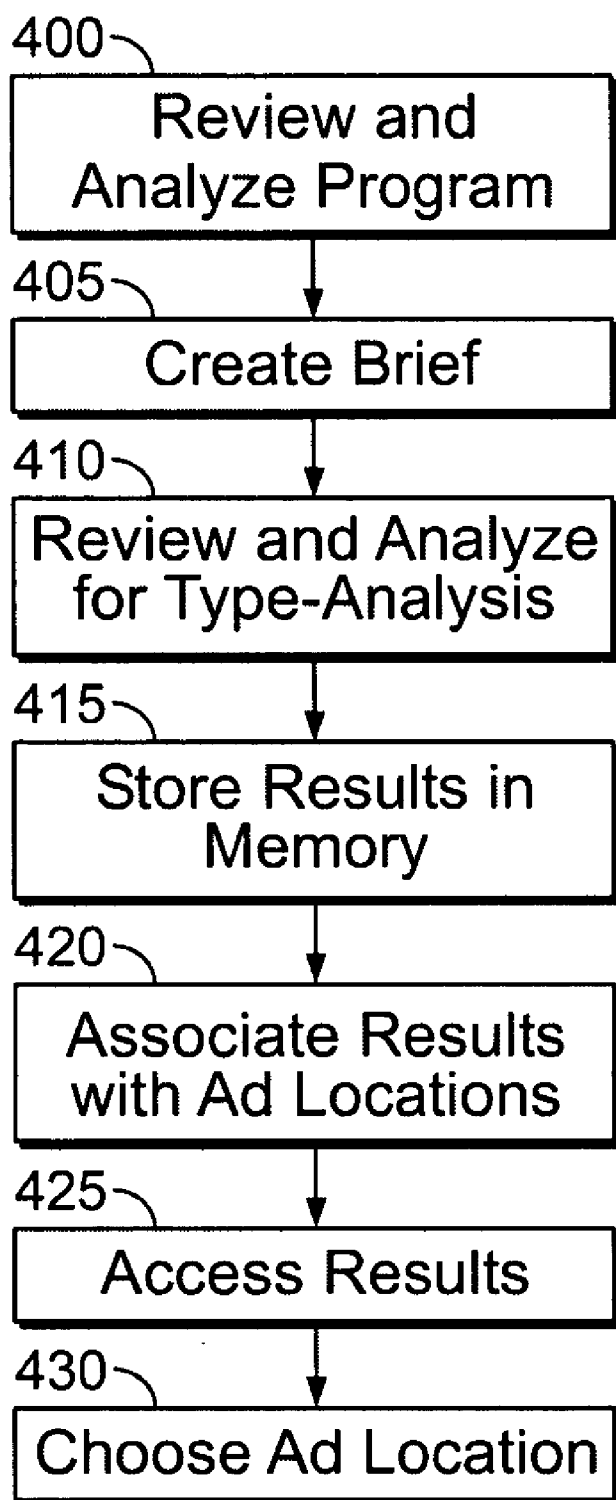 400
Review and
Analyze Program
405
Create Brief
410
Review and Analyze
for Type-Analysis
415
Store Results in
Memory
420
Associate Results
with Ad Locations
425
Access Results
430
Choose Ad Location